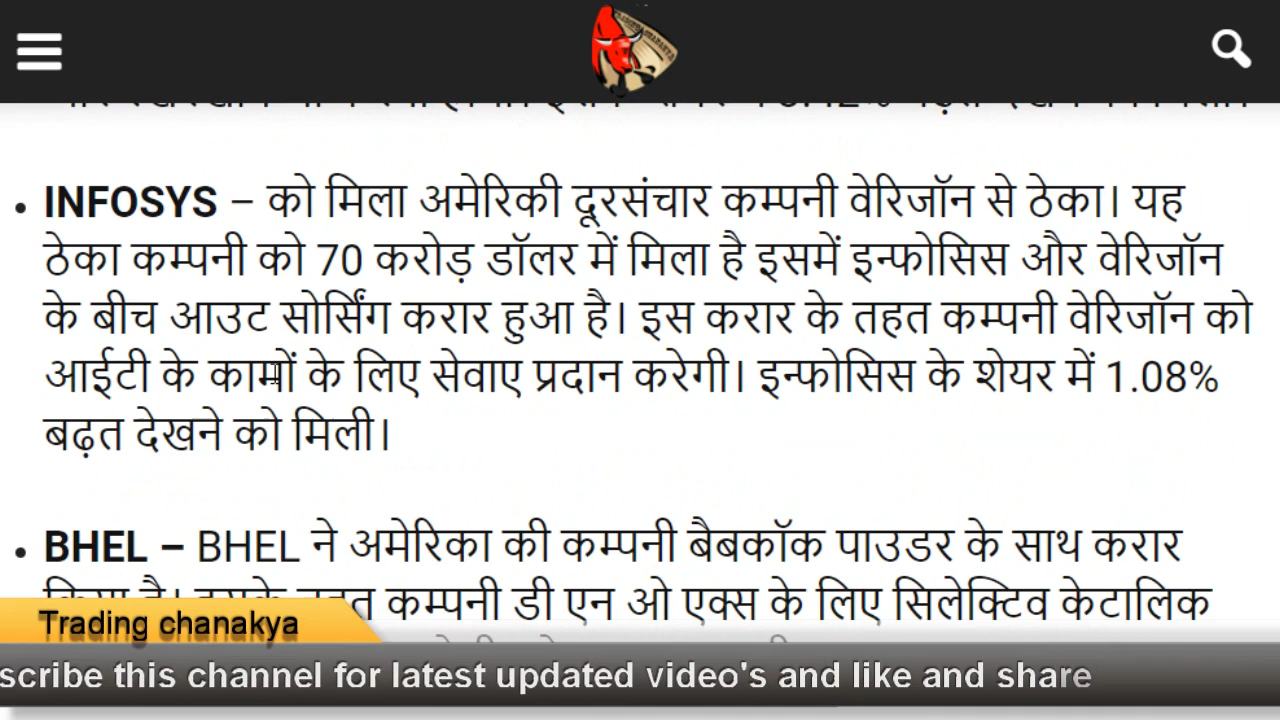 INFOSYS – को मिला अमेरिकी दूरसंचार कम्पनी वेरिजॉन से ठेका। यह
ठेका कम्पनी को 70 करोड़ डॉलर में मिला है इसमें इन्फोसिस और वेरिजॉन
के बीच आउट सोर्सिंग करार हुआ है। इस करार के तहत कम्पनी वेरिजॉन को
आईटी के कामों के लिए सेवाए प्रदान करेगी। इन्फोसिस के शेयर में 1.08%
बढ़त देखने को मिली।
BHEL – BHEL ने अमेरिका की कम्पनी बैबकॉक पाउडर के साथ करार
कम्पनी डी एन ओ एक्स के लिए सिलेक्टिव केटालिक
Trading chanakya
scribe this channel for latest updated video's and like and share